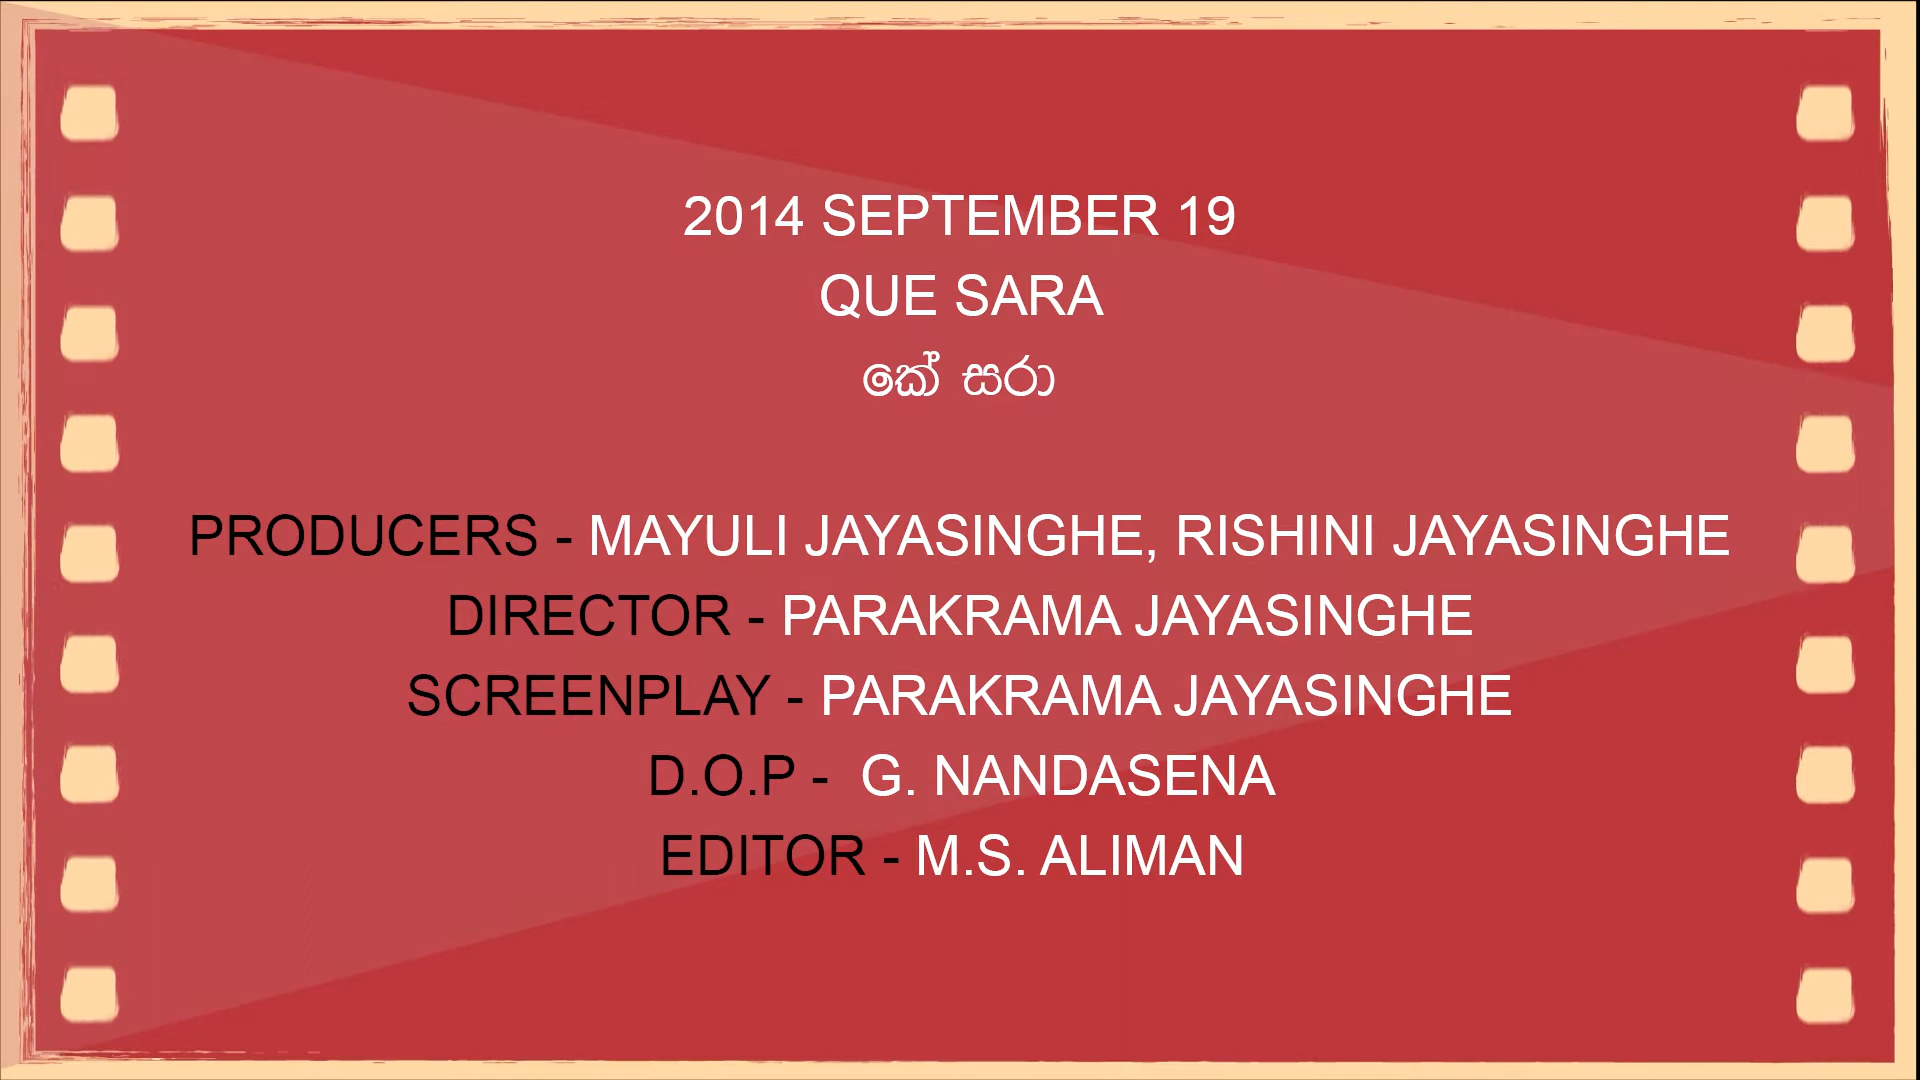 2014 SEPTEMBER 19
QUE SARA
කේ සරා
PRODUCERS - MAYULI JAYASINGHE, RISHINI JAYASINGHE
DIRECTOR - PARAKRAMA JAYASINGHE
SCREENPLAY - PARAKRAMA JAYASINGHE
D.O.P - G. NANDASENA
EDITOR - M.S. ALIMAN